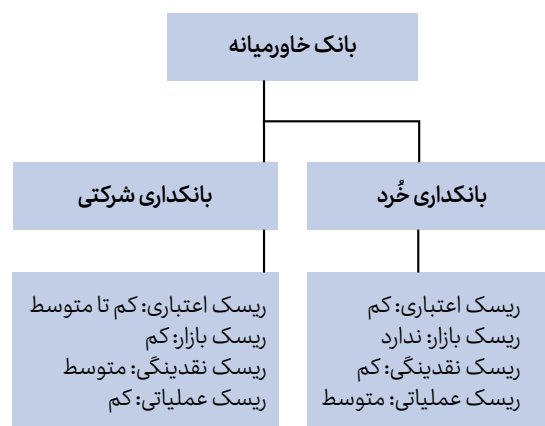 بانک خاورمیانه
بانکداری خُرد
بانکداری شرکتی
ریسک اعتباری: کم
ریسک بازار: ندارد
ریسک نقدینگی: کم
ریسک عملیاتی: متوسط
ریسک اعتباری: کم تا متوسط
ریسک بازار: کم
ریسک نقدینگی: متوسط
ریسک عملیاتی: کم